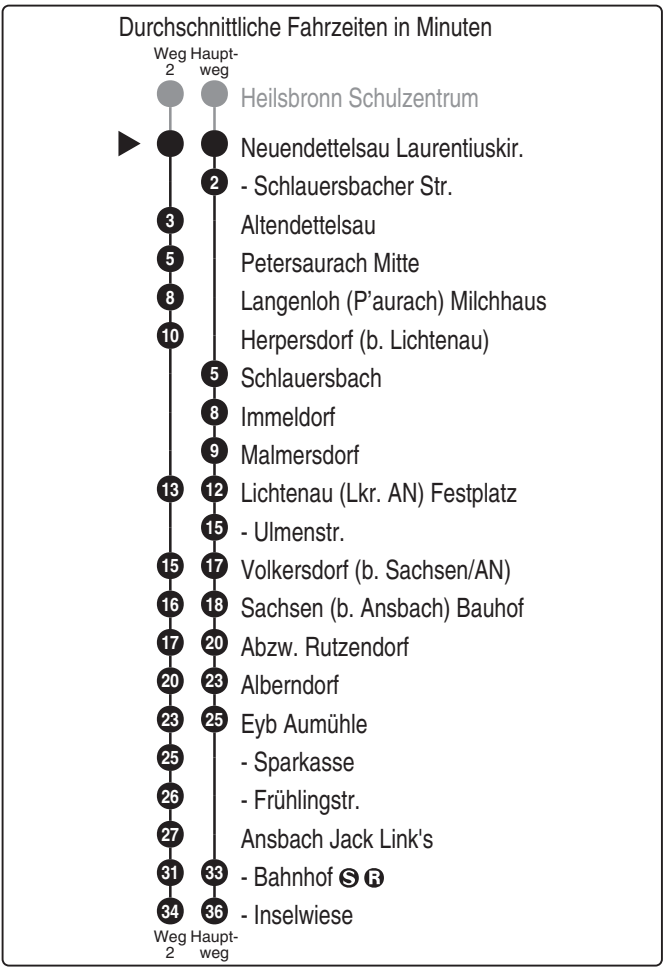 Durchschnittliche Fahrzeiten in Minuten
Weg Haupt-
2 weg
Heilsbronn Schulzentrum
Neuendettelsau Laurentiuskir.
2 - Schlauersbacher Str.
3 Altendettelsau
5 Petersaurach Mitte
8 Langenloh (P'aurach) Milchhaus
10 Herpersdorf (b. Lichtenau)
5 Schlauersbach
8 Immeldorf
9 Malmersdorf
13 12 Lichtenau (Lkr. AN) Festplatz
15 - Ulmenstr.
15 17 Volkersdorf (b. Sachsen/AN)
16 18 Sachsen (b. Ansbach) Bauhof
17 20 Abzw. Rutzendorf
20 23 Alberndorf
23 25 Eyb Aumühle
25 - Sparkasse
26 - Frühlingstr.
27 Ansbach Jack Link's
31 33 - Bahnhof S R
34 36 - Inselwiese
Weg Haupt-
2 weg